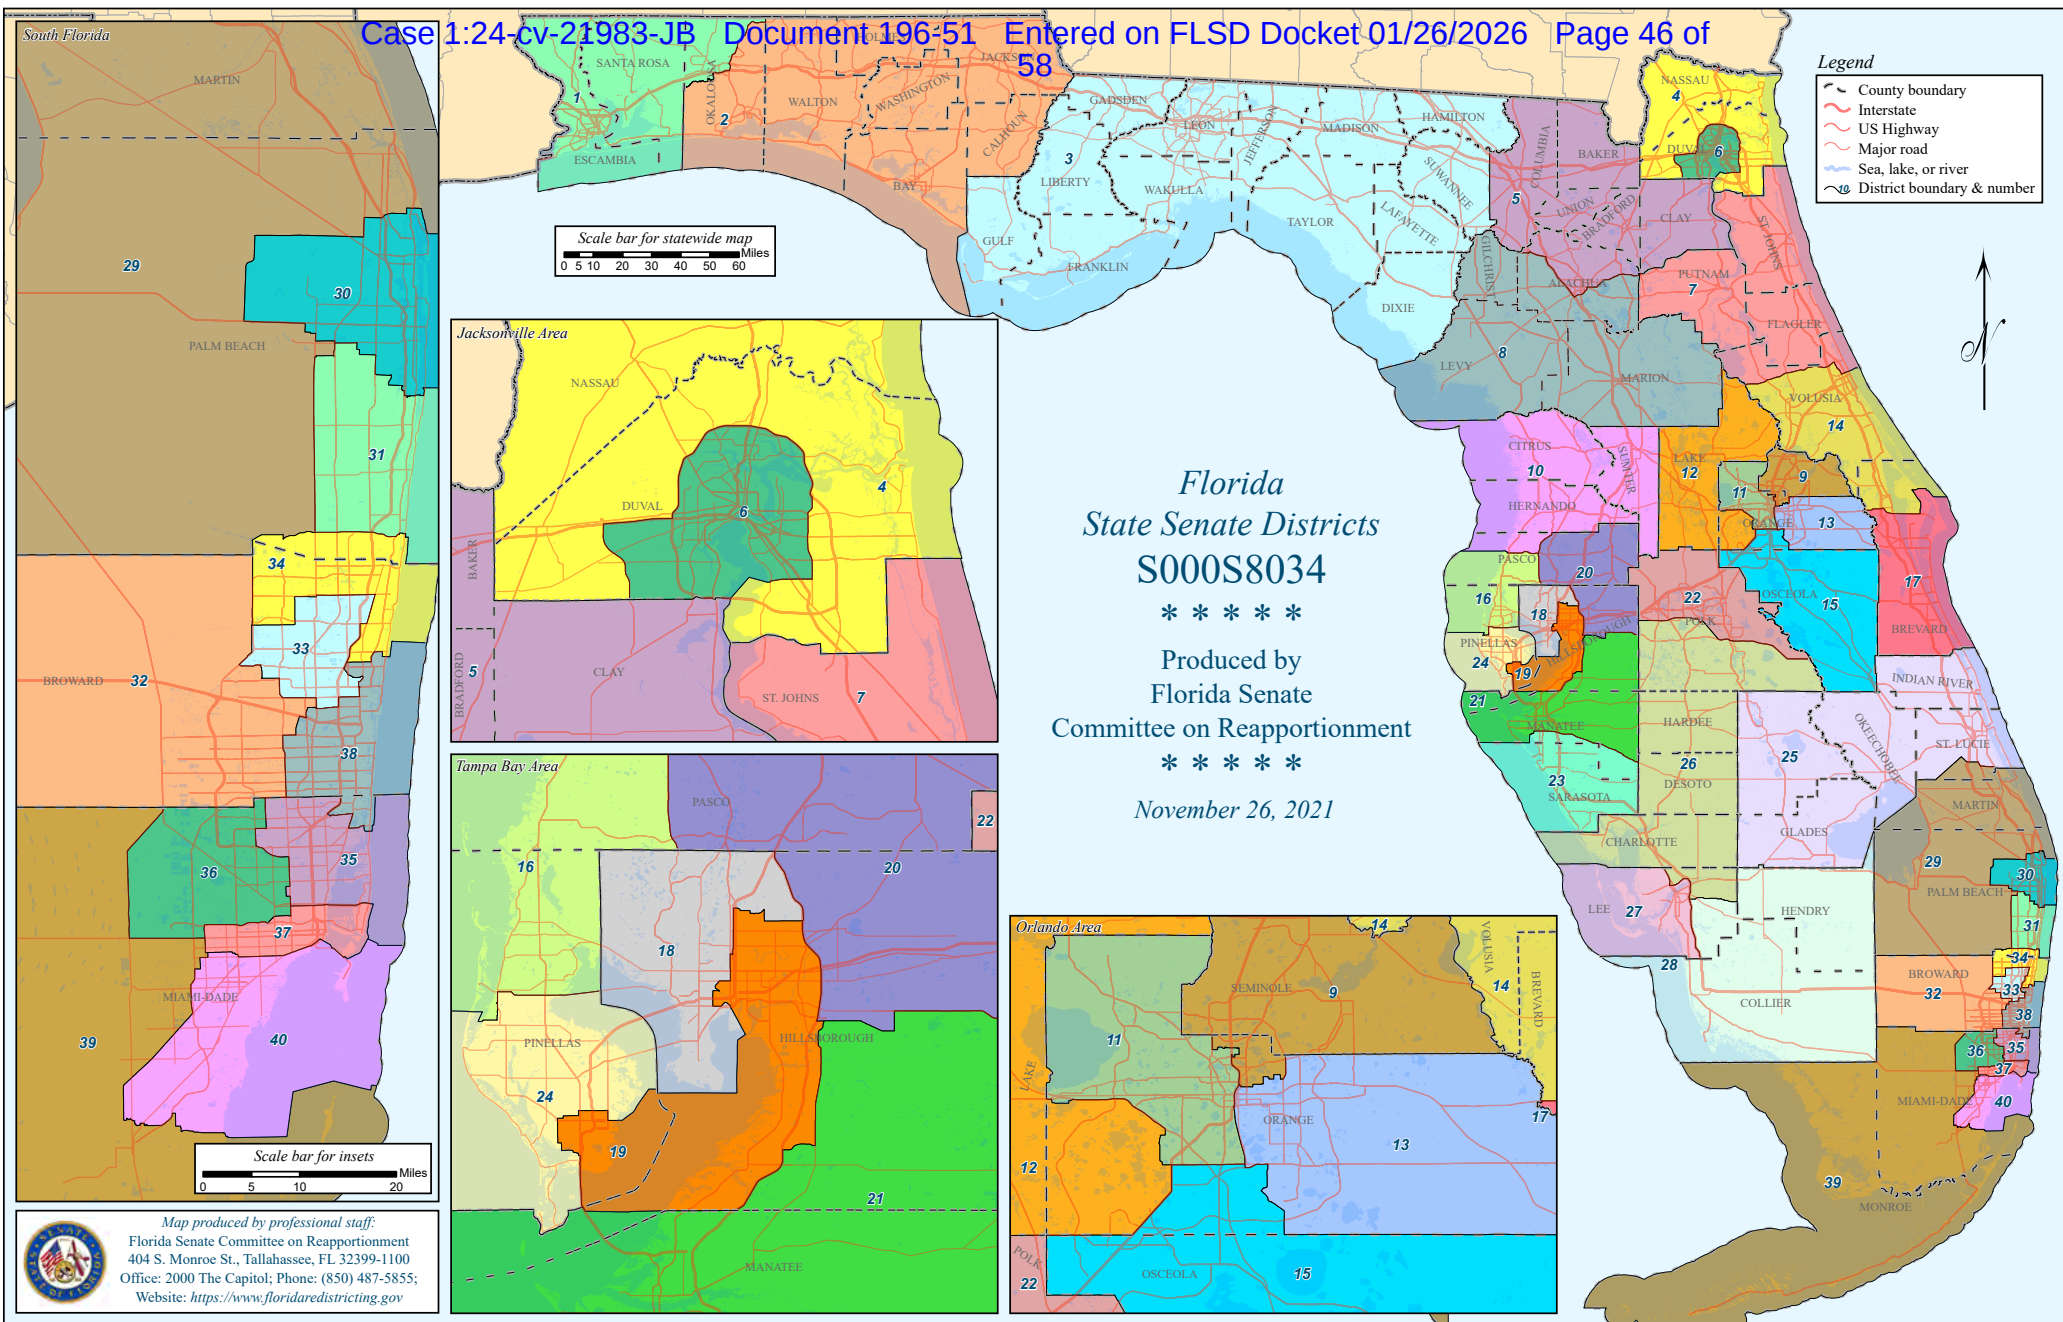 Case 1:24-cv-21983-JB Document 196-51 Entered on FLSD Docket 01/26/2026 Page 46 of
58
South Florida
MARTIN
29
30
PALM BEACH
31
34
33
BROWARD
32
38
36
35
37
MIAMI-DADE
39
40
Scale bar for insets
Miles
0 5 10 20
Map produced by professional staff:
Florida Senate Committee on Reapportionment
404 S. Monroe St., Tallahassee, FL 32399-1100
Office: 2000 The Capitol; Phone: (850) 487-5855;
Website: https://www.floridaredistricting.gov
Scale bar for statewide map
Miles
0 5 10 20 30 40 50 60
Jacksonville Area
NASSAU
4
DUVAL
6
BAKER
BRADFORD
5
CLAY
ST. JOHNS
7
Tampa Bay Area
PASCO
22
16
20
18
HILLSBOROUGH
PINELLAS
24
19
21
MANATEE
Orlando Area
14
VOLUSIA
BREVARD
SEMINOLE
9
14
11
LAKE
ORANGE
17
13
12
POLK
22
OSCEOLA
15
Florida
State Senate Districts
S000S8034
* * * * *
Produced by
Florida Senate
Committee on Reapportionment
* * * * *
November 26, 2021
Legend
County boundary
Interstate
US Highway
Major road
Sea, lake, or river
10 District boundary & number
N
1
SANTA ROSA
ESCAMBIA
OKALOOSA
2
HOLMES
WALTON
WASHINGTON
JACKSON
CALHOUN
BAY
GADSDEN
3
LIBERTY
LEON
WAKULLA
GULF
FRANKLIN
JEFFERSON
MADISON
HAMILTON
TAYLOR
SUWANNEE
LAFAYETTE
DIXIE
COLUMBIA
BAKER
5
UNION
BRADFORD
CLAY
NASSAU
4
DUVAL
6
ST. JOHNS
GILCHRIST
ALACHUA
PUTNAM
7
FLAGLER
8
LEVY
MARION
VOLUSIA
14
CITRUS
10
SUMTER
HERNANDO
LAKE
12
11
9
ORANGE
13
PASCO
20
16
18
22
OSCEOLA
15
17
BREVARD
POLK
PINELLAS
24
19
HILLSBOROUGH
21
MANATEE
HARDEE
INDIAN RIVER
OKEECHOBEE
ST. LUCIE
25
26
DESOTO
23
SARASOTA
MARTIN
CHARLOTTE
GLADES
29
30
PALM BEACH
LEE
27
HENDRY
31
28
34
BROWARD
32
33
COLLIER
38
36
35
37
MIAMI-DADE
40
39
MONROE